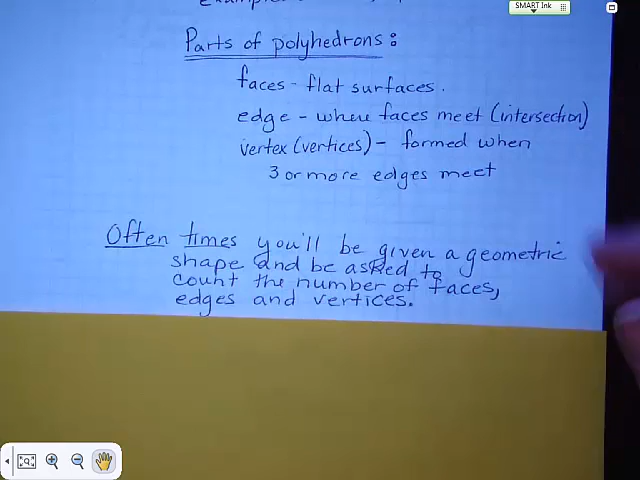 SMART Ink
Parts of polyhedrons:
faces - flat surfaces.
edge - where faces meet (intersection)
vertex (vertices) - formed when
3 or more edges meet
Often times you'll be given a geometric
shape and be asked to
count the number of faces,
edges and vertices.